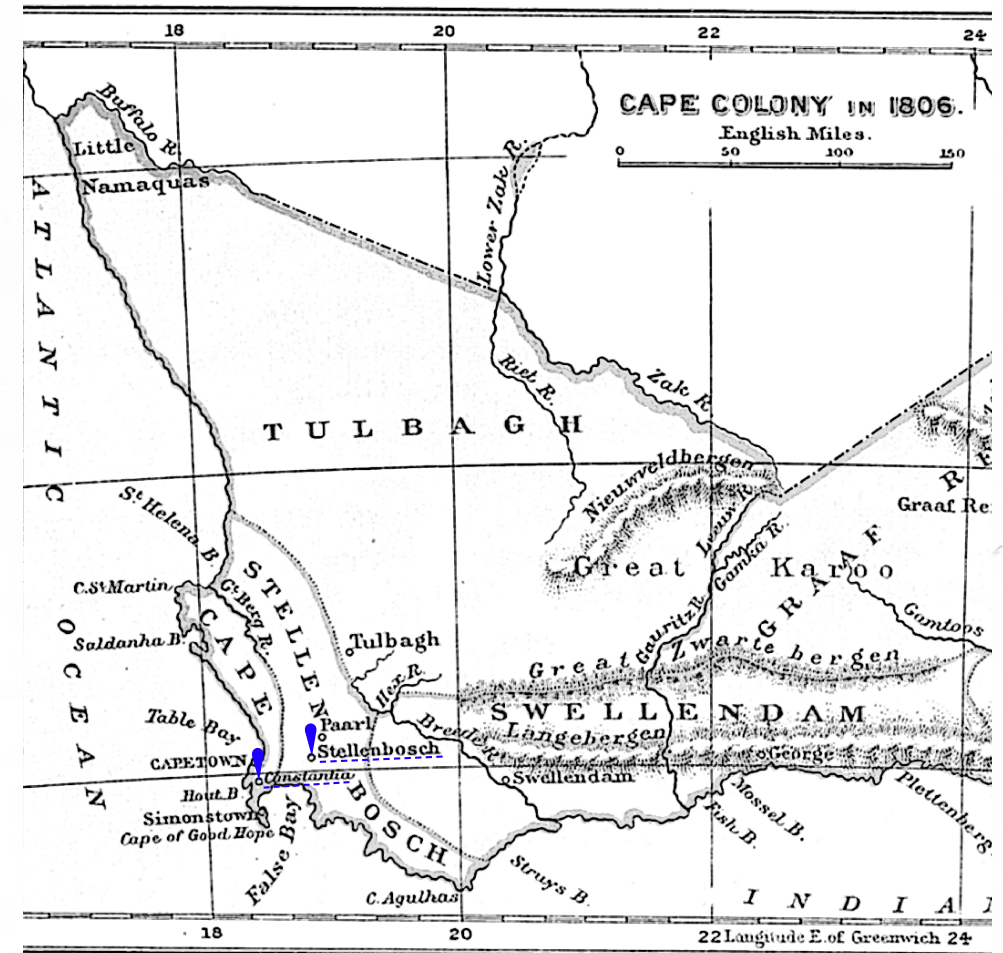 18 20 22 24
CAPE COLONY IN 1806.
English Miles.
0 50 100 150
Buffalo R.
Little
Namaquas
Lower Zak R.
ATLANTIC
OCEAN
Riet R.
Zak R.
TULBAGH
Nieuwveldbergen
Leeuw R.
Graaf Re
GRAAF
R
Great Karoo
Gamka R.
Gauritz R.
Gamtoos
St. Helena B.
C. St. Martin
Gt. Berg R.
STELLEN
BOSCH
CAPE
Saldanha B.
Tulbagh
Hex R.
Great Zwarte bergen
SWELLENDAM
Langebergen
Breede R.
Table Bay
Paarl
Stellenbosch
CAPETOWN
Constantia
George
Swellendam
Hout B.
Simonstown
Cape of Good Hope
False Bay
Mossel B.
Fish B.
Plettenberg
Struys B.
C. Agulhas
INDIA
18 20 22 Longitude E. of Greenwich 24